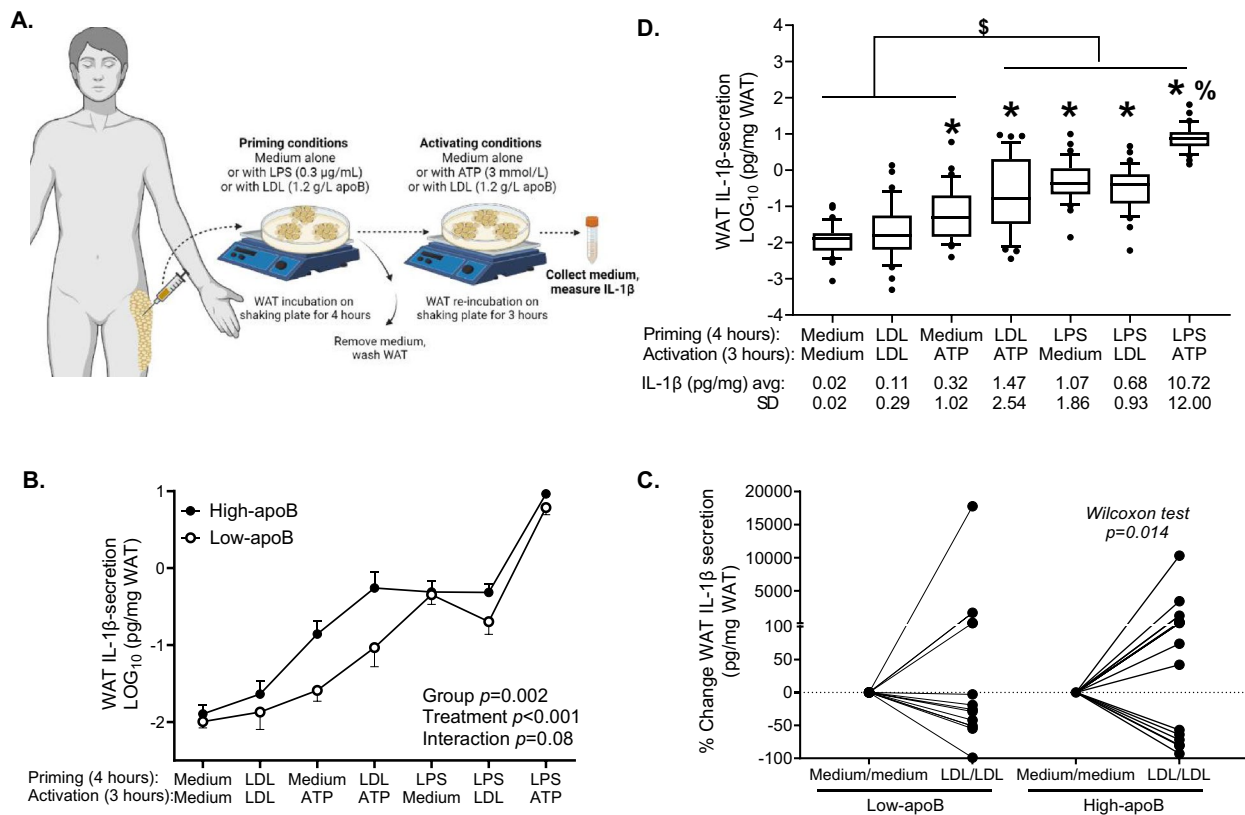 A.
Priming conditions
Medium alone
or with LPS (0.3 µg/mL)
or with LDL (1.2 g/L apoB)
Activating conditions
Medium alone
or with ATP (3 mmol/L)
or with LDL (1.2 g/L apoB)
Collect medium,
measure IL-1β
WAT incubation on
shaking plate for 4 hours
WAT re-incubation on
shaking plate for 3 hours
Remove medium,
wash WAT
D.
WAT IL-1β-secretion
LOG10 (pg/mg WAT)
4
3
2
1
0
-1
-2
-3
-4
$
* * * * * %
Priming (4 hours): Medium LDL Medium LDL LPS LPS LPS
Activation (3 hours): Medium LDL ATP ATP Medium LDL ATP
IL-1β (pg/mg) avg: 0.02 0.11 0.32 1.47 1.07 0.68 10.72
SD 0.02 0.29 1.02 2.54 1.86 0.93 12.00
B.
WAT IL-1β-secretion
LOG10 (pg/mg WAT)
1
0
-1
-2
High-apoB
Low-apoB
Group p=0.002
Treatment p<0.001
Interaction p=0.08
Priming (4 hours): Medium LDL Medium LDL LPS LPS LPS
Activation (3 hours): Medium LDL ATP ATP Medium LDL ATP
C.
% Change WAT IL-1β secretion
(pg/mg WAT)
20000
15000
10000
5000
100
50
0
-50
-100
Wilcoxon test
p=0.014
Medium/medium LDL/LDL Medium/medium LDL/LDL
Low-apoB High-apoB